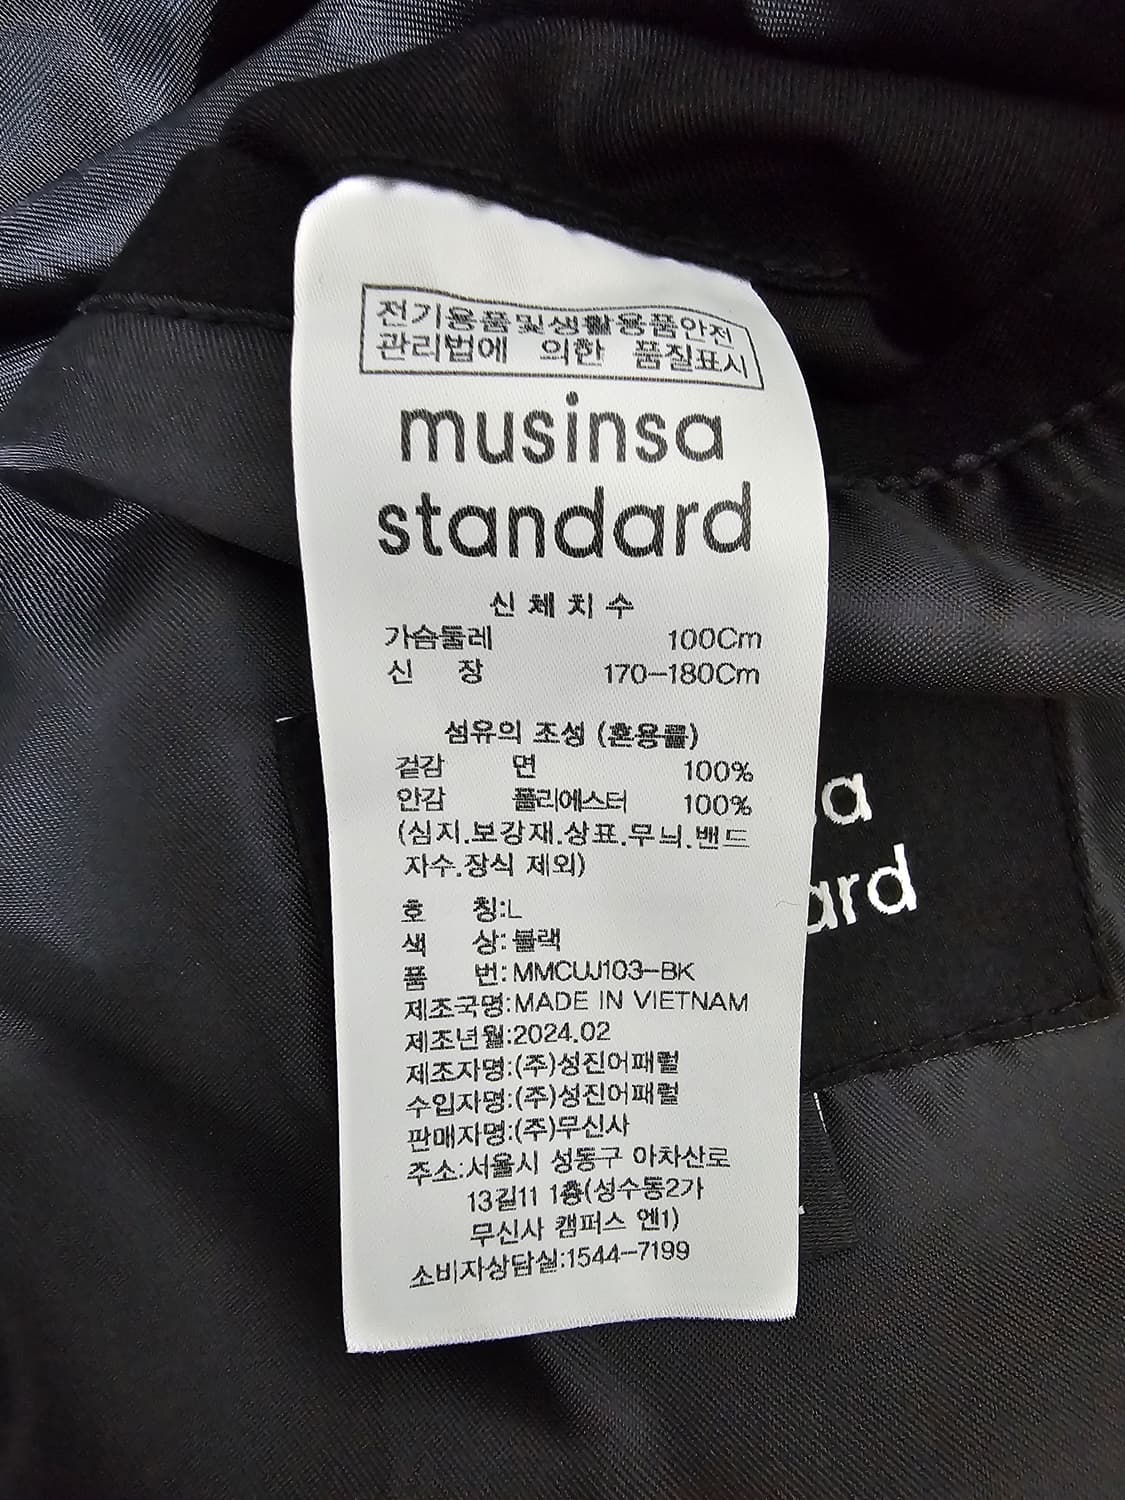 전기용품및생활용품안전
관리법에 의한 품질표시
musinsa
standard
신체치수
가슴둘레 100Cm
신 장 170-180Cm
섬유의 조성 (혼용률)
겉감 면 100%
안감 폴리에스터 100%
(심지.보강재.상표.무늬.밴드
자수.장식 제외)
호 칭:L
색 상:블랙
품 번:MMCUJ103-BK
제조국명:MADE IN VIETNAM
제조년월:2024.02
제조자명:(주)성진어패럴
수입자명:(주)성진어패럴
판매자명:(주)무신사
주소:서울시 성동구 아차산로
13길11 1층(성수동2가
무신사 캠퍼스 엔1)
소비자상담실:1544-7199
a
ard